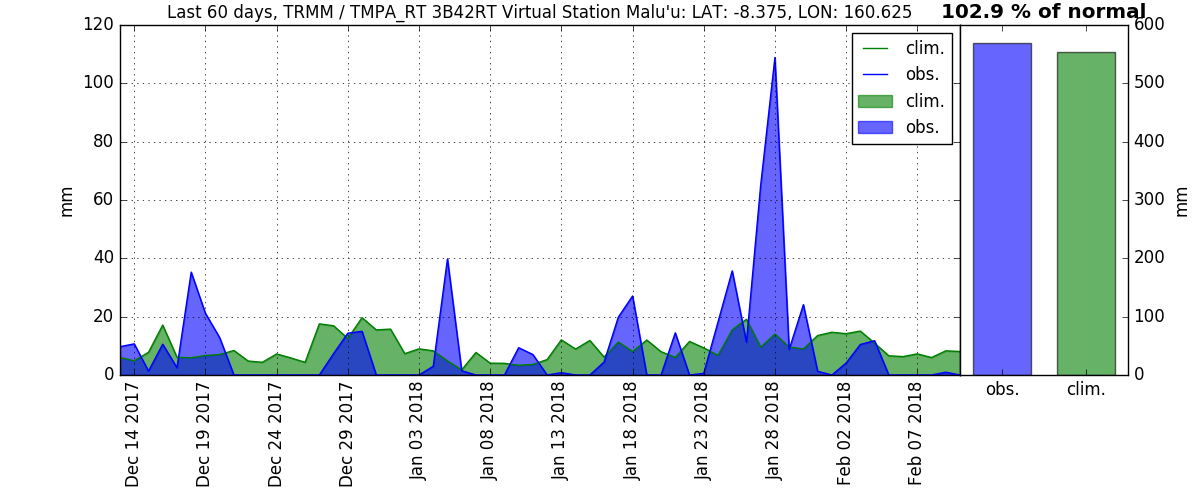 Last 60 days, TRMM / TMPA_RT 3B42RT Virtual Station Malu'u: LAT: -8.375, LON: 160.625
102.9 % of normal
120
100
80
60
40
20
0
mm
clim.
obs.
clim.
obs.
600
500
400
300
200
100
0
mm
Dec 14 2017
Dec 19 2017
Dec 24 2017
Dec 29 2017
Jan 03 2018
Jan 08 2018
Jan 13 2018
Jan 18 2018
Jan 23 2018
Jan 28 2018
Feb 02 2018
Feb 07 2018
obs.
clim.